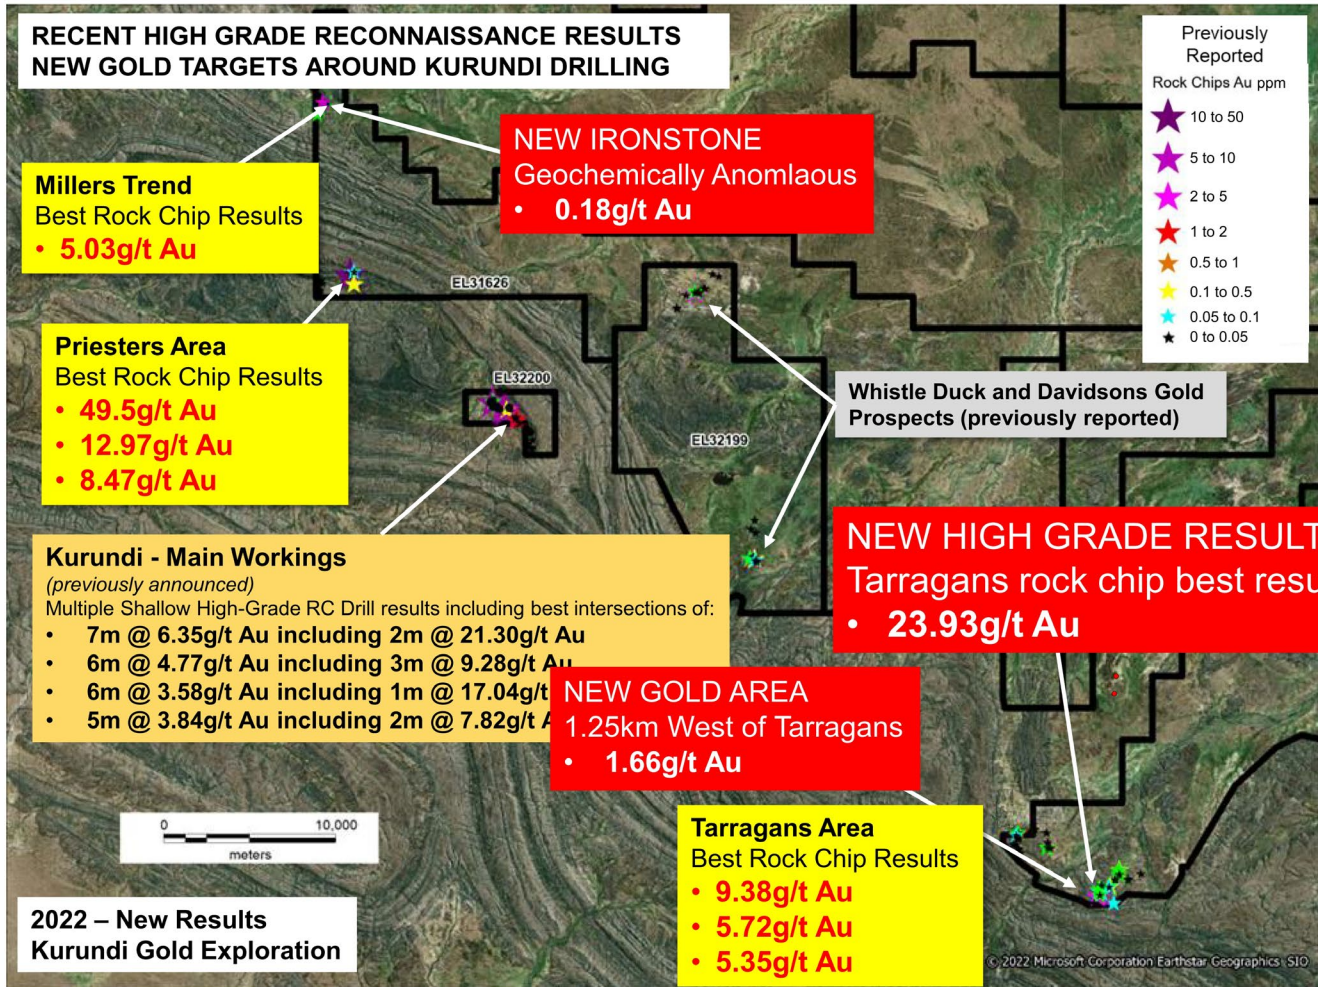 RECENT HIGH GRADE RECONNAISSANCE RESULTS
NEW GOLD TARGETS AROUND KURUNDI DRILLING
Previously
Reported
Rock Chips Au ppm
10 to 50
5 to 10
2 to 5
1 to 2
0.5 to 1
0.1 to 0.5
0.05 to 0.1
0 to 0.05
NEW IRONSTONE
Geochemically Anomlaous
• 0.18g/t Au
Millers Trend
Best Rock Chip Results
• 5.03g/t Au
EL31626
Priesters Area
Best Rock Chip Results
• 49.5g/t Au
• 12.97g/t Au
• 8.47g/t Au
EL32200
Whistle Duck and Davidsons Gold
Prospects (previously reported)
EL32199
NEW HIGH GRADE RESULT
Tarragans rock chip best resu
• 23.93g/t Au
Kurundi - Main Workings
(previously announced)
Multiple Shallow High-Grade RC Drill results including best intersections of:
• 7m @ 6.35g/t Au including 2m @ 21.30g/t Au
• 6m @ 4.77g/t Au including 3m @ 9.28g/t Au
• 6m @ 3.58g/t Au including 1m @ 17.04g/t
• 5m @ 3.84g/t Au including 2m @ 7.82g/t A
NEW GOLD AREA
1.25km West of Tarragans
• 1.66g/t Au
0 10,000
meters
Tarragans Area
Best Rock Chip Results
• 9.38g/t Au
• 5.72g/t Au
• 5.35g/t Au
2022 – New Results
Kurundi Gold Exploration
© 2022 Microsoft Corporation Earthstar Geographics SIO